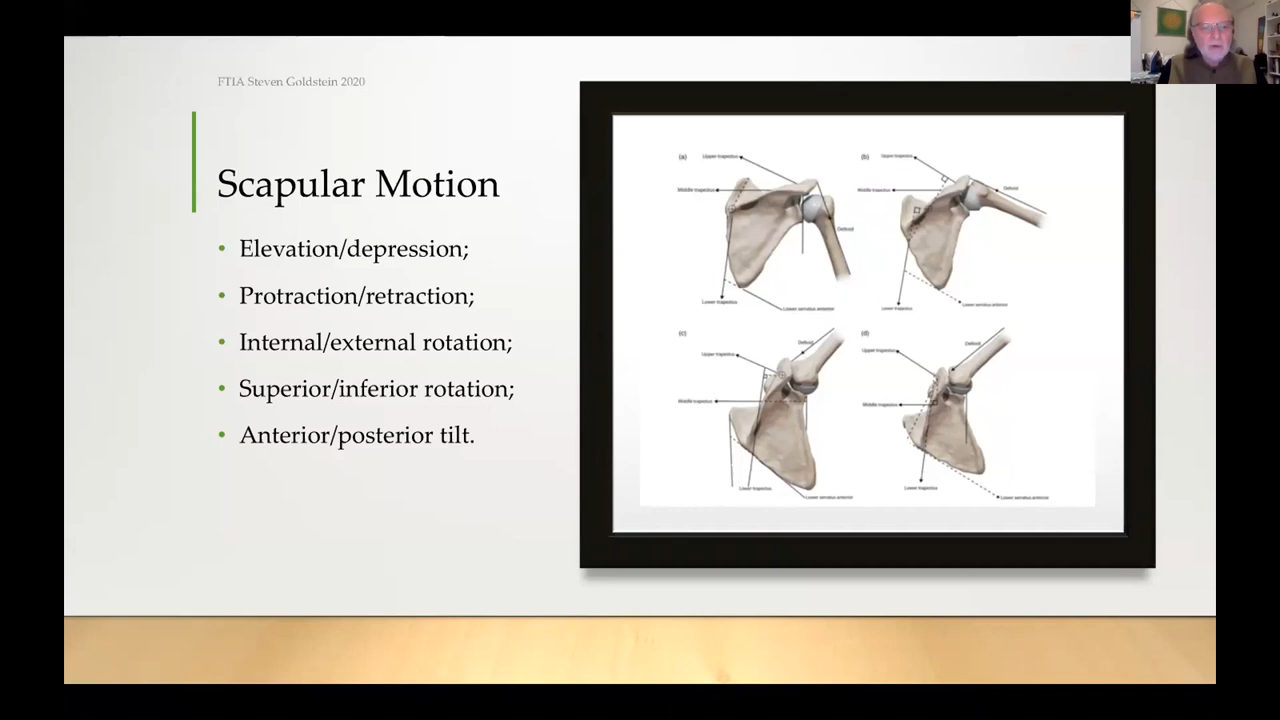 FTIA Steven Goldstein 2020
Scapular Motion
• Elevation/depression;
• Protraction/retraction;
• Internal/external rotation;
• Superior/inferior rotation;
• Anterior/posterior tilt.
(a)
Upper trapezius
Middle trapezius
Deltoid
Lower trapezius
Lower serratus anterior
(b)
Upper trapezius
Middle trapezius
Deltoid
Lower trapezius
Lower serratus anterior
(c)
Deltoid
Upper trapezius
Middle trapezius
Lower trapezius
Lower serratus anterior
(d)
Deltoid
Upper trapezius
Middle trapezius
Lower trapezius
Lower serratus anterior